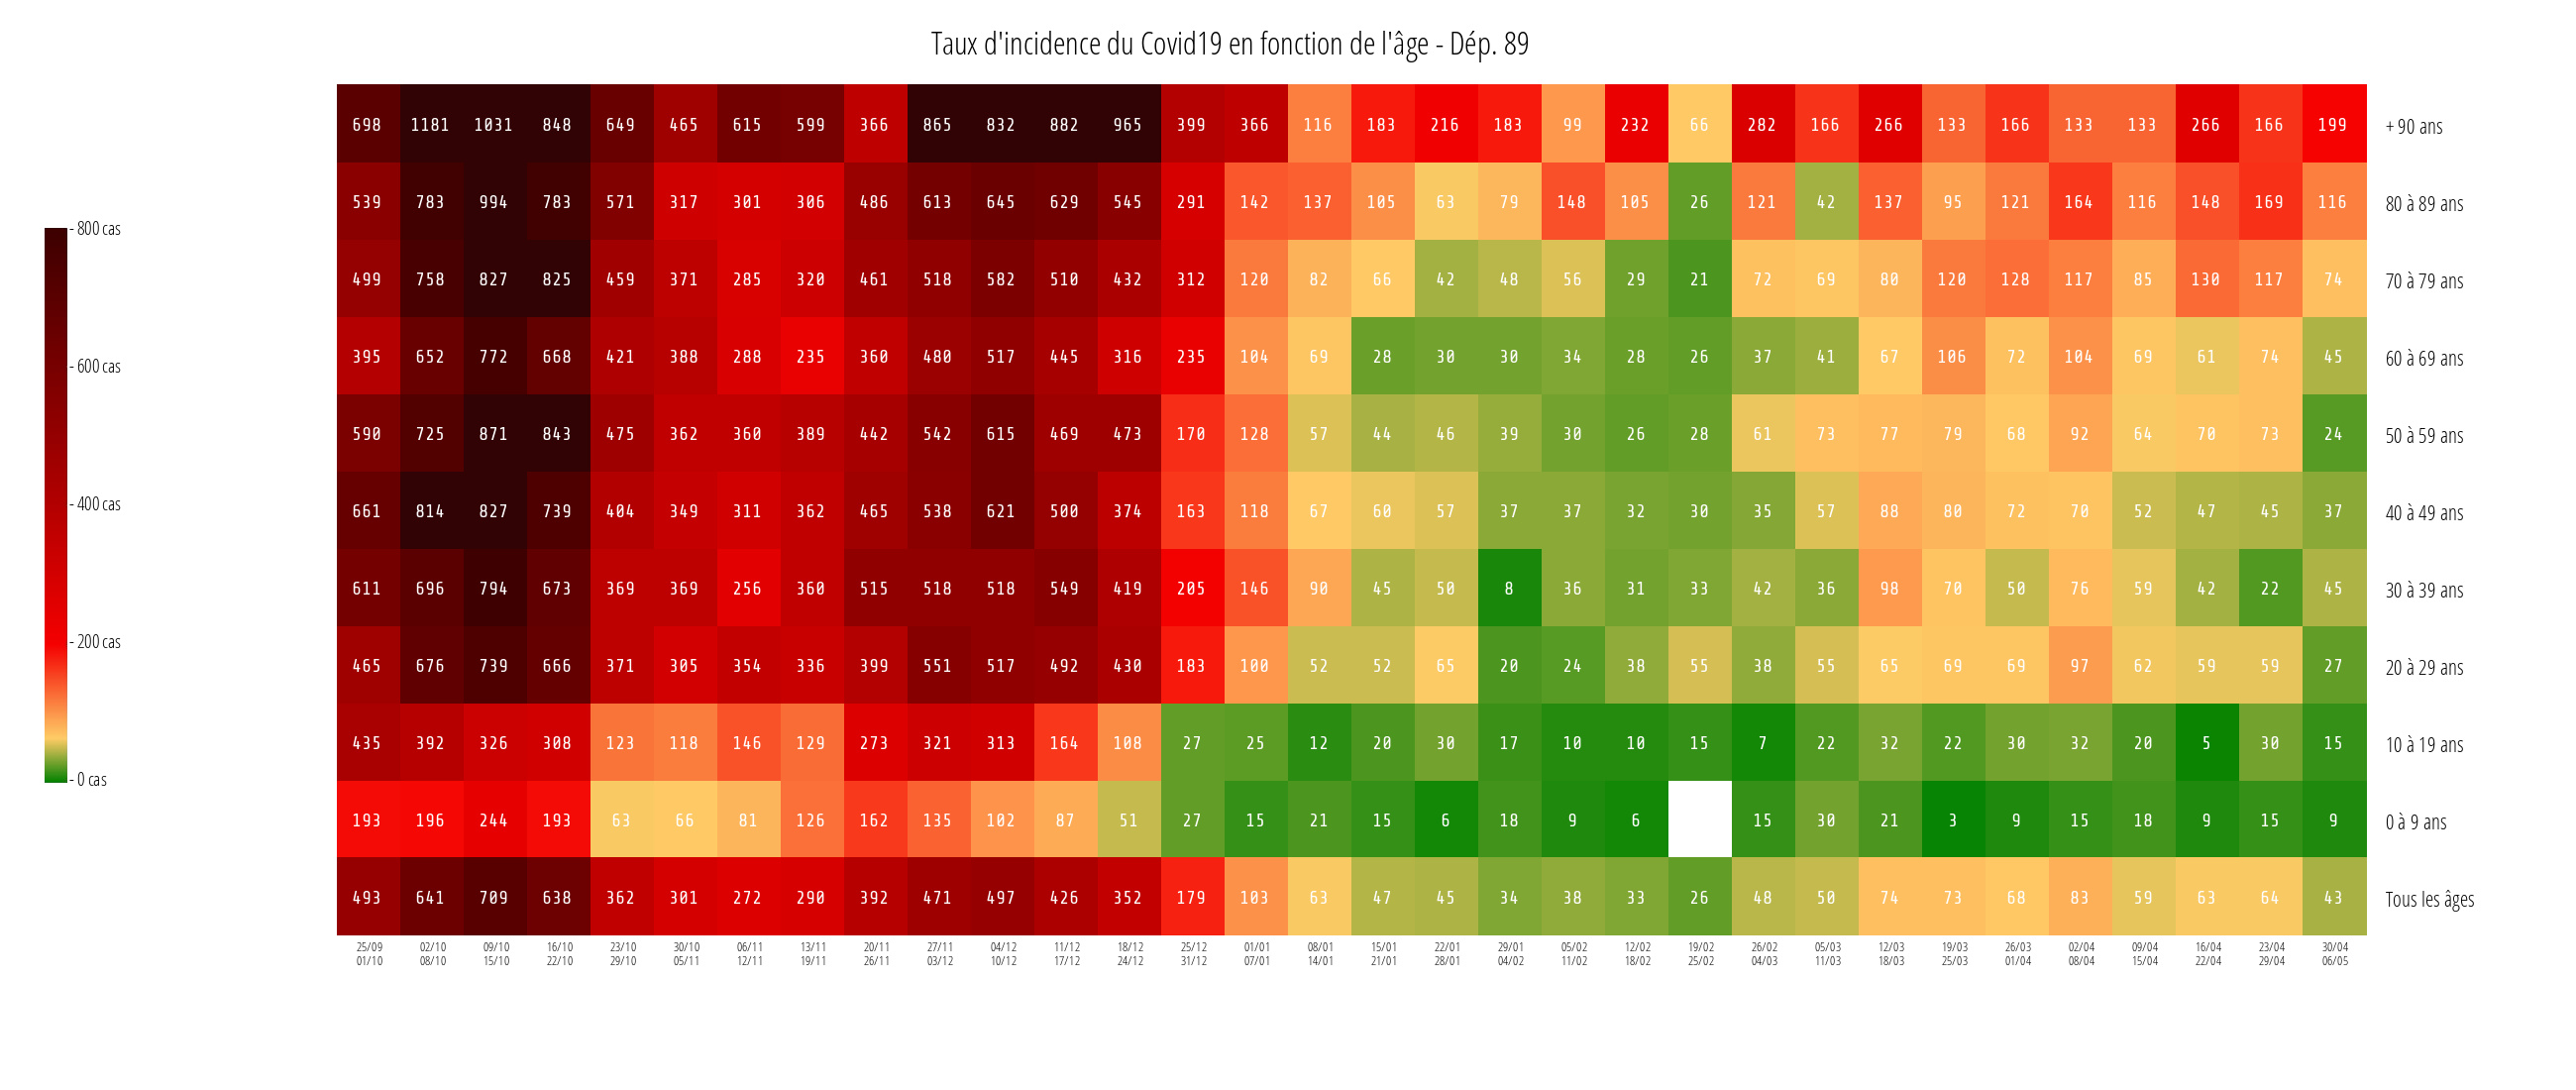 Taux d'incidence du Covid19 en fonction de l'âge - Dép. 89
698 1181 1031 848 649 465 615 599 366 865 832 882 965 399 366 116 183 216 183 99 232 66 282 166 266 133 166 133 133 266 166 199 + 90 ans
539 783 994 783 571 317 301 306 486 613 645 629 545 291 142 137 105 63 79 148 105 26 121 42 137 95 121 164 116 148 169 116 80 à 89 ans
- 800 cas
499 758 827 825 459 371 285 320 461 518 582 510 432 312 120 82 66 42 48 56 29 21 72 69 80 120 128 117 85 130 117 74 70 à 79 ans
395 652 772 668 421 388 288 235 360 480 517 445 316 235 104 69 28 30 30 34 28 26 37 41 67 106 72 104 69 61 74 45 60 à 69 ans
- 600 cas
590 725 871 843 475 362 360 389 442 542 615 469 473 170 128 57 44 46 39 30 26 28 61 73 77 79 68 92 64 70 73 24 50 à 59 ans
- 400 cas
661 814 827 739 404 349 311 362 465 538 621 500 374 163 118 67 60 57 37 37 32 30 35 57 88 80 72 70 52 47 45 37 40 à 49 ans
611 696 794 673 369 369 256 360 515 518 518 549 419 205 146 90 45 50 8 36 31 33 42 36 98 70 50 76 59 42 22 45 30 à 39 ans
- 200 cas
465 676 739 666 371 305 354 336 399 551 517 492 430 183 100 52 52 65 20 24 38 55 38 55 65 69 69 97 62 59 59 27 20 à 29 ans
435 392 326 308 123 118 146 129 273 321 313 164 108 27 25 12 20 30 17 10 10 15 7 22 32 22 30 32 20 5 30 15 10 à 19 ans
- 0 cas
193 196 244 193 63 66 81 126 162 135 102 87 51 27 15 21 15 6 18 9 6 15 30 21 3 9 15 18 9 15 9 0 à 9 ans
493 641 709 638 362 301 272 290 392 471 497 426 352 179 103 63 47 45 34 38 33 26 48 50 74 73 68 83 59 63 64 43 Tous les âges
25/09 02/10 09/10 16/10 23/10 30/10 06/11 13/11 20/11 27/11 04/12 11/12 18/12 25/12 01/01 08/01 15/01 22/01 29/01 05/02 12/02 19/02 26/02 05/03 12/03 19/03 26/03 02/04 09/04 16/04 23/04 30/04
01/10 08/10 15/10 22/10 29/10 05/11 12/11 19/11 26/11 03/12 10/12 17/12 24/12 31/12 07/01 14/01 21/01 28/01 04/02 11/02 18/02 25/02 04/03 11/03 18/03 25/03 01/04 08/04 15/04 22/04 29/04 06/05